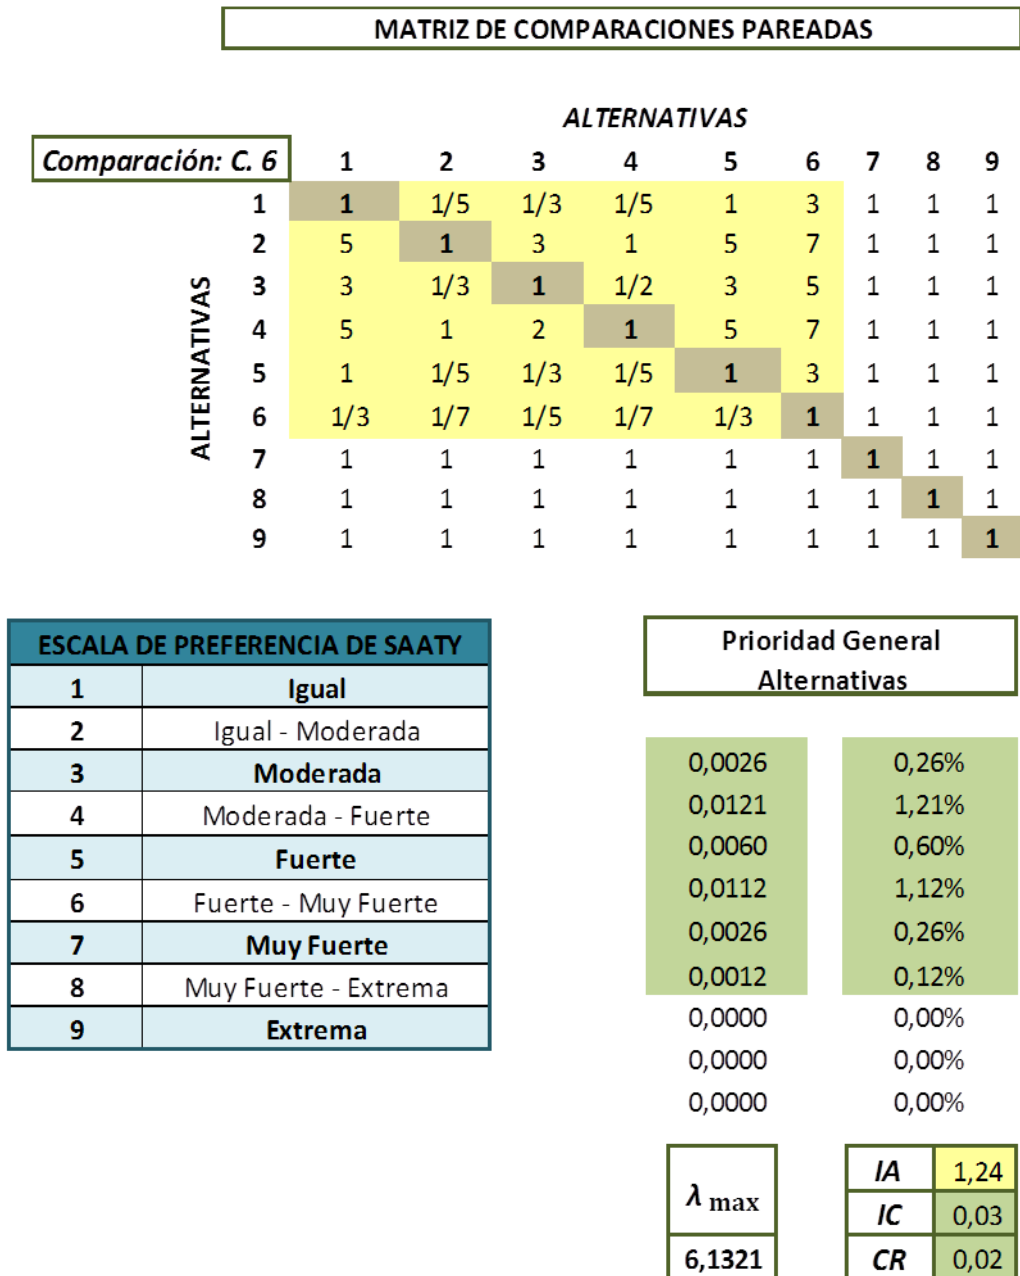 MATRIZ DE COMPARACIONES PAREADAS
ALTERNATIVAS
Comparación: C. 6 1 2 3 4 5 6 7 8 9
ALTERNATIVAS
1 1 1/5 1/3 1/5 1 3 1 1 1
2 5 1 3 1 5 7 1 1 1
3 3 1/3 1 1/2 3 5 1 1 1
4 5 1 2 1 5 7 1 1 1
5 1 1/5 1/3 1/5 1 3 1 1 1
6 1/3 1/7 1/5 1/7 1/3 1 1 1 1
7 1 1 1 1 1 1 1 1 1
8 1 1 1 1 1 1 1 1 1
9 1 1 1 1 1 1 1 1 1
ESCALA DE PREFERENCIA DE SAATY
1 Igual
2 Igual - Moderada
3 Moderada
4 Moderada - Fuerte
5 Fuerte
6 Fuerte - Muy Fuerte
7 Muy Fuerte
8 Muy Fuerte - Extrema
9 Extrema
Prioridad General
Alternativas
0,0026 0,26%
0,0121 1,21%
0,0060 0,60%
0,0112 1,12%
0,0026 0,26%
0,0012 0,12%
0,0000 0,00%
0,0000 0,00%
0,0000 0,00%
λ max
6,1321
IA 1,24
IC 0,03
CR 0,02